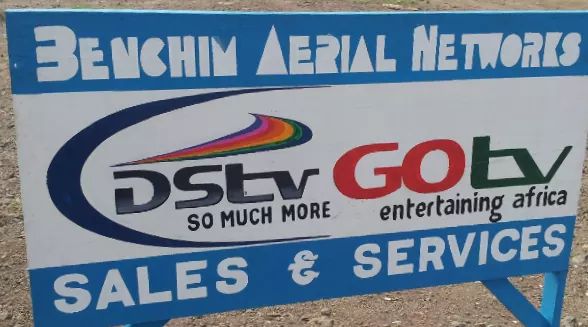 BENCHIM AERIAL NETWORKS
DStv GOtv
SO MUCH MORE entertaining africa
SALES & SERVICES